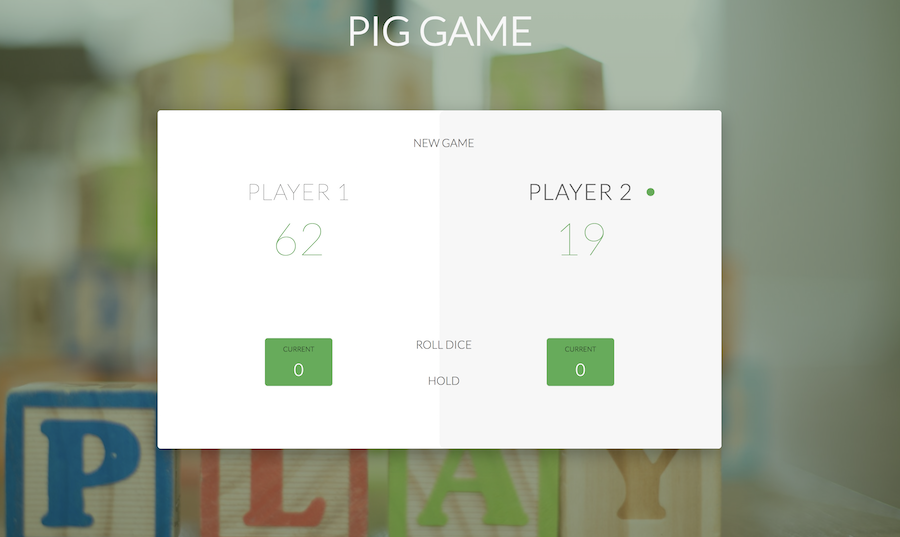 PIG GAME
NEW GAME
PLAYER 1
62
PLAYER 2
19
CURRENT
0
ROLL DICE
HOLD
CURRENT
0
P L A Y